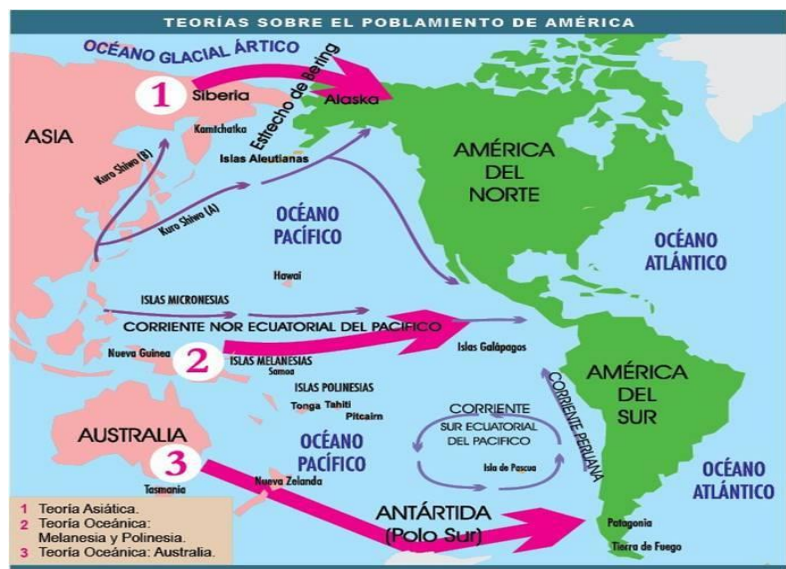 TEORÍAS SOBRE EL POBLAMIENTO DE AMÉRICA
OCÉANO GLACIAL ÁRTICO
1
Siberia
Estrecho de Bering
Alaska
ASIA
Kamtchatka
Islas Aleutianas
Kuro Shiwo (B)
Kuro Shiwo (A)
AMÉRICA
DEL
NORTE
OCÉANO
PACÍFICO
OCÉANO
ATLÁNTICO
Hawai
ISLAS MICRONESIAS
CORRIENTE NOR ECUATORIAL DEL PACIFICO
Nueva Guinea
2
ISLAS MELANESIAS
Samoa
Islas Galápagos
ISLAS POLINESIAS
Tonga
Tahiti
Pitcairn
AMÉRICA
DEL
SUR
CORRIENTE PERUANA
CORRIENTE
SUR ECUATORIAL
DEL PACIFICO
AUSTRALIA
OCÉANO
PACÍFICO
3
Isla de Pascua
OCÉANO
ATLÁNTICO
Tasmania
Nueva Zelanda
ANTÁRTIDA
(Polo Sur)
Patagonia
Tierra de Fuego
1 Teoría Asiática.
2 Teoría Oceánica:
Melanesia y Polinesia.
3 Teoría Oceánica: Australia.